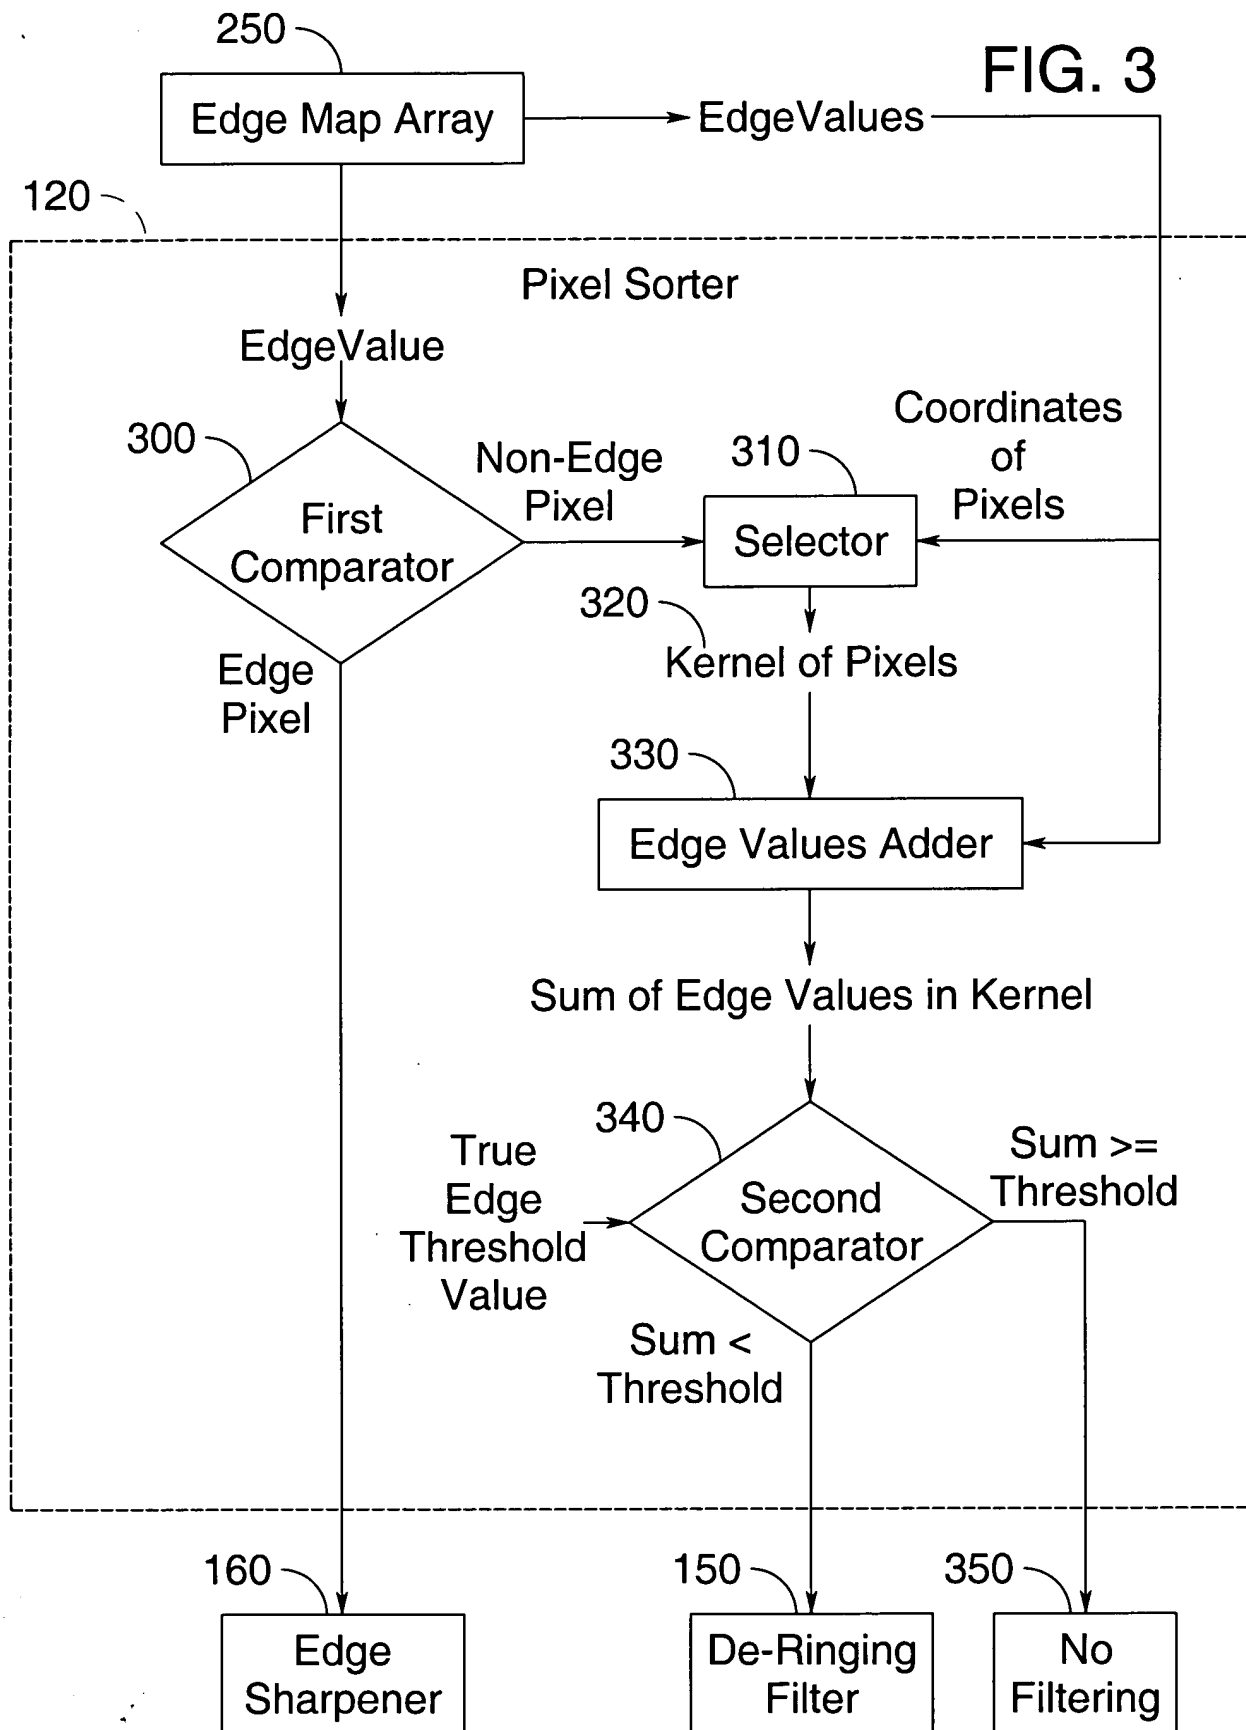 250
FIG. 3
Edge Map Array
EdgeValues
120
Pixel Sorter
EdgeValue
300
Non-Edge
Pixel
310
Coordinates
of
Pixels
First
Comparator
Selector
320
Kernel of Pixels
Edge
Pixel
330
Edge Values Adder
Sum of Edge Values in Kernel
340
True
Edge
Threshold
Value
Second
Comparator
Sum >=
Threshold
Sum <
Threshold
160
150
350
Edge
Sharpener
De-Ringing
Filter
No
Filtering